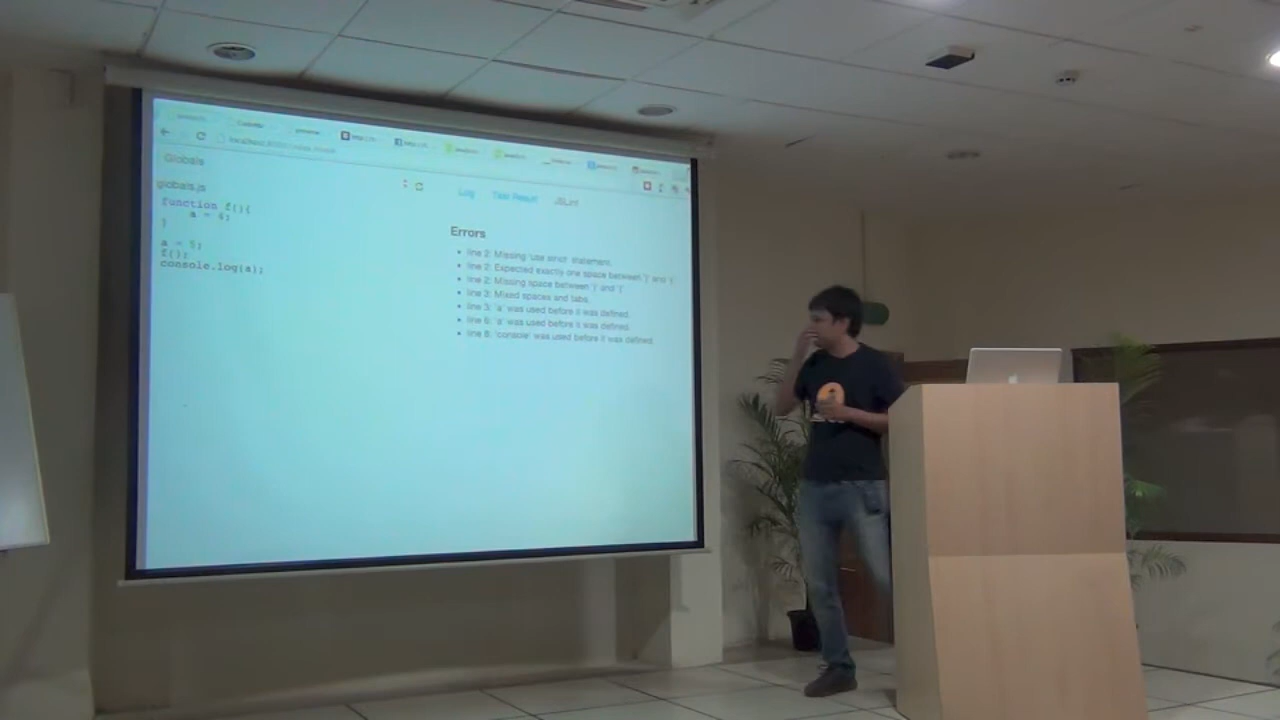 Globals
globals.js
function f(){
a = 4;
}
a = 5;
f();
console.log(a);
Log Test Result JSLint
Errors
line 2: Missing 'use strict' statement.
line 2: Expected exactly one space between ')' and '{'.
line 2: Missing space between ')' and '{'.
line 3: Mixed spaces and tabs.
line 3: 'a' was used before it was defined.
line 6: 'a' was used before it was defined.
line 8: 'console' was used before it was defined.